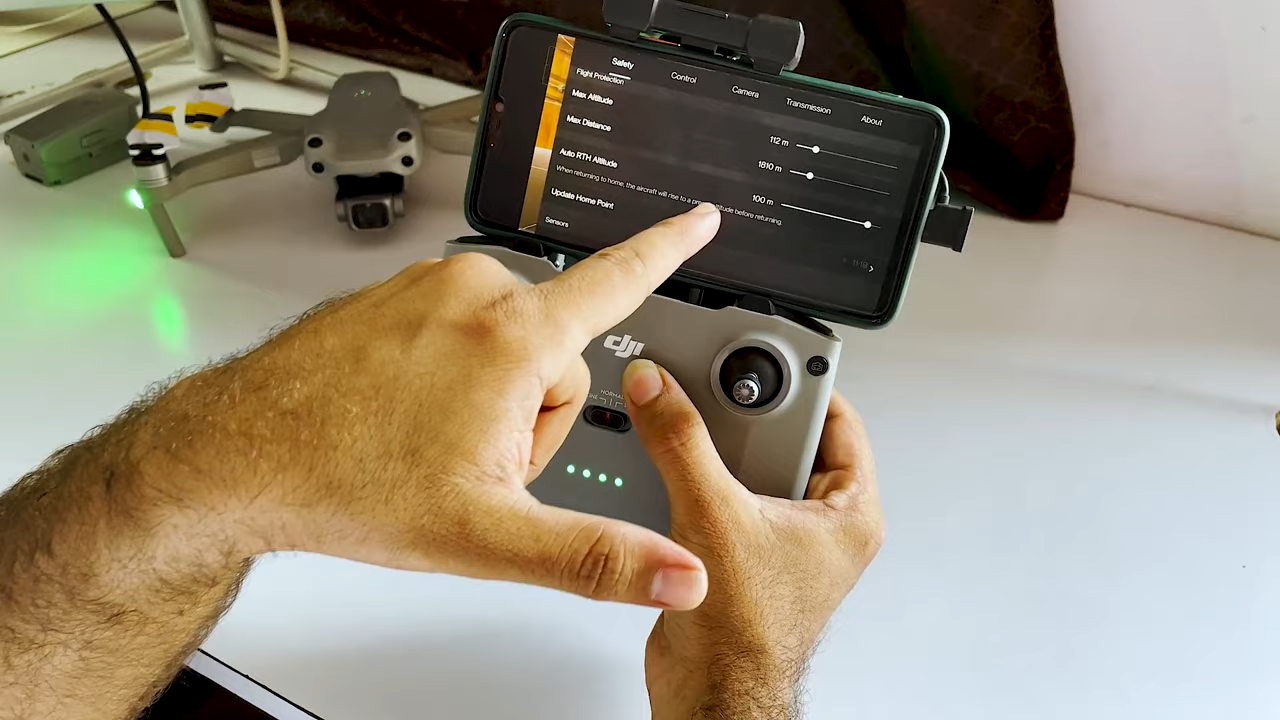 Safety Control Camera Transmission About
Flight Protection
Max Altitude 112 m
Max Distance 1810 m
Auto RTH Altitude 100 m
When returning to home, the aircraft will rise to a altitude before returning.
Update Home Point
Sensors
dji
NORMAL